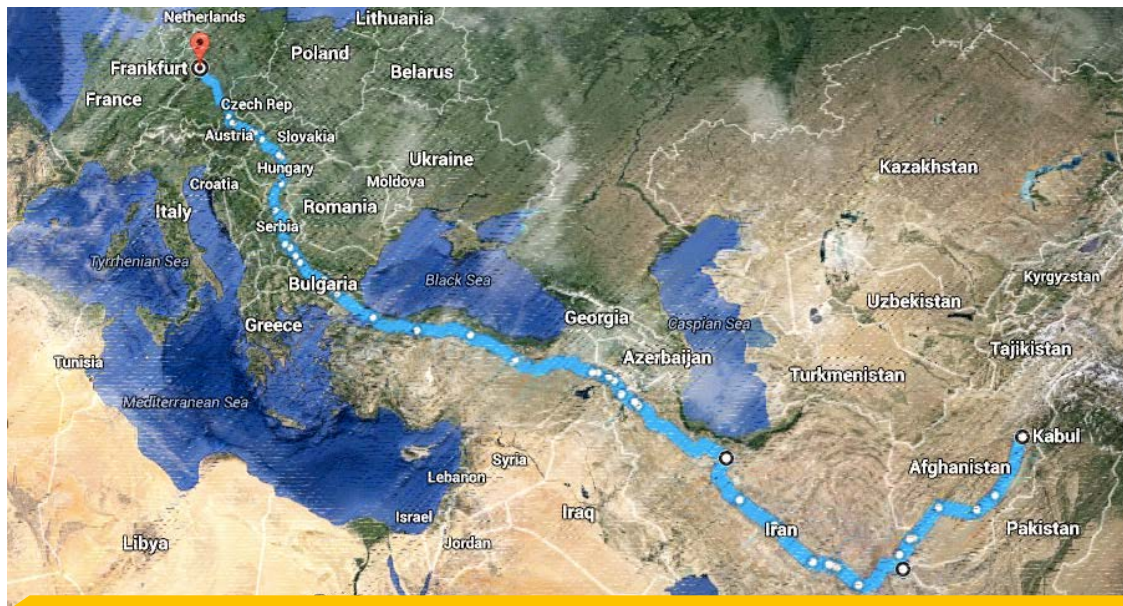 Netherlands
Lithuania
Poland
Frankfurt
Belarus
France
Czech Rep
Austria
Slovakia
Ukraine
Hungary
Kazakhstan
Croatia
Moldova
Italy
Romania
Serbia
Tyrrhenian Sea
Bulgaria
Black Sea
Kyrgyzstan
Uzbekistan
Greece
Georgia
Caspian Sea
Tunisia
Azerbaijan
Tajikistan
Turkmenistan
Mediterranean Sea
Kabul
Syria
Afghanistan
Lebanon
Israel
Iraq
Iran
Pakistan
Libya
Jordan